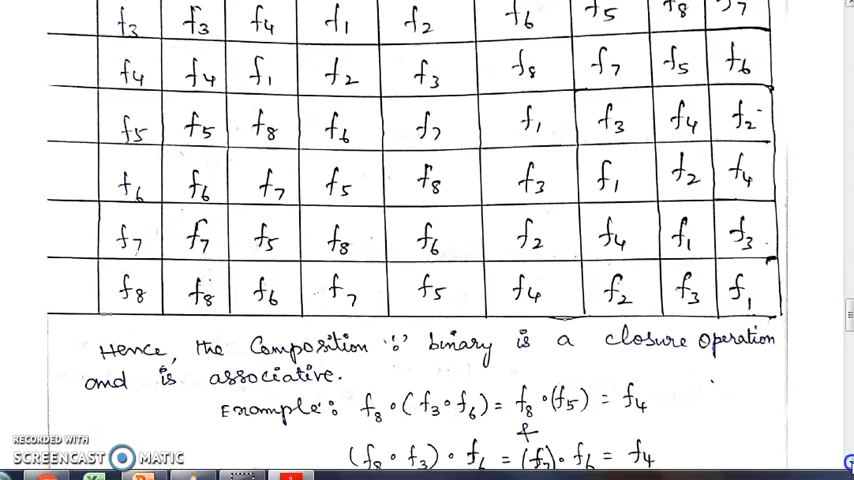 f3 f3 f4 f1 f2 f6 f5 f8 f7
f4 f4 f1 f2 f3 f8 f7 f5 f6
f5 f5 f8 f6 f7 f1 f3 f4 f2
f6 f6 f7 f5 f8 f3 f1 f2 f4
f7 f7 f5 f8 f6 f2 f4 f1 f3
f8 f8 f6 f7 f5 f4 f2 f3 f1
Hence, the Composition 'o' binary is a closure operation
and is associative.
Example: f8 o (f3 o f6) = f8 o (f5) = f4
&
(f8 o f3) o f6 = (f7) o f6 = f4
RECORDED WITH
SCREENCAST MATIC